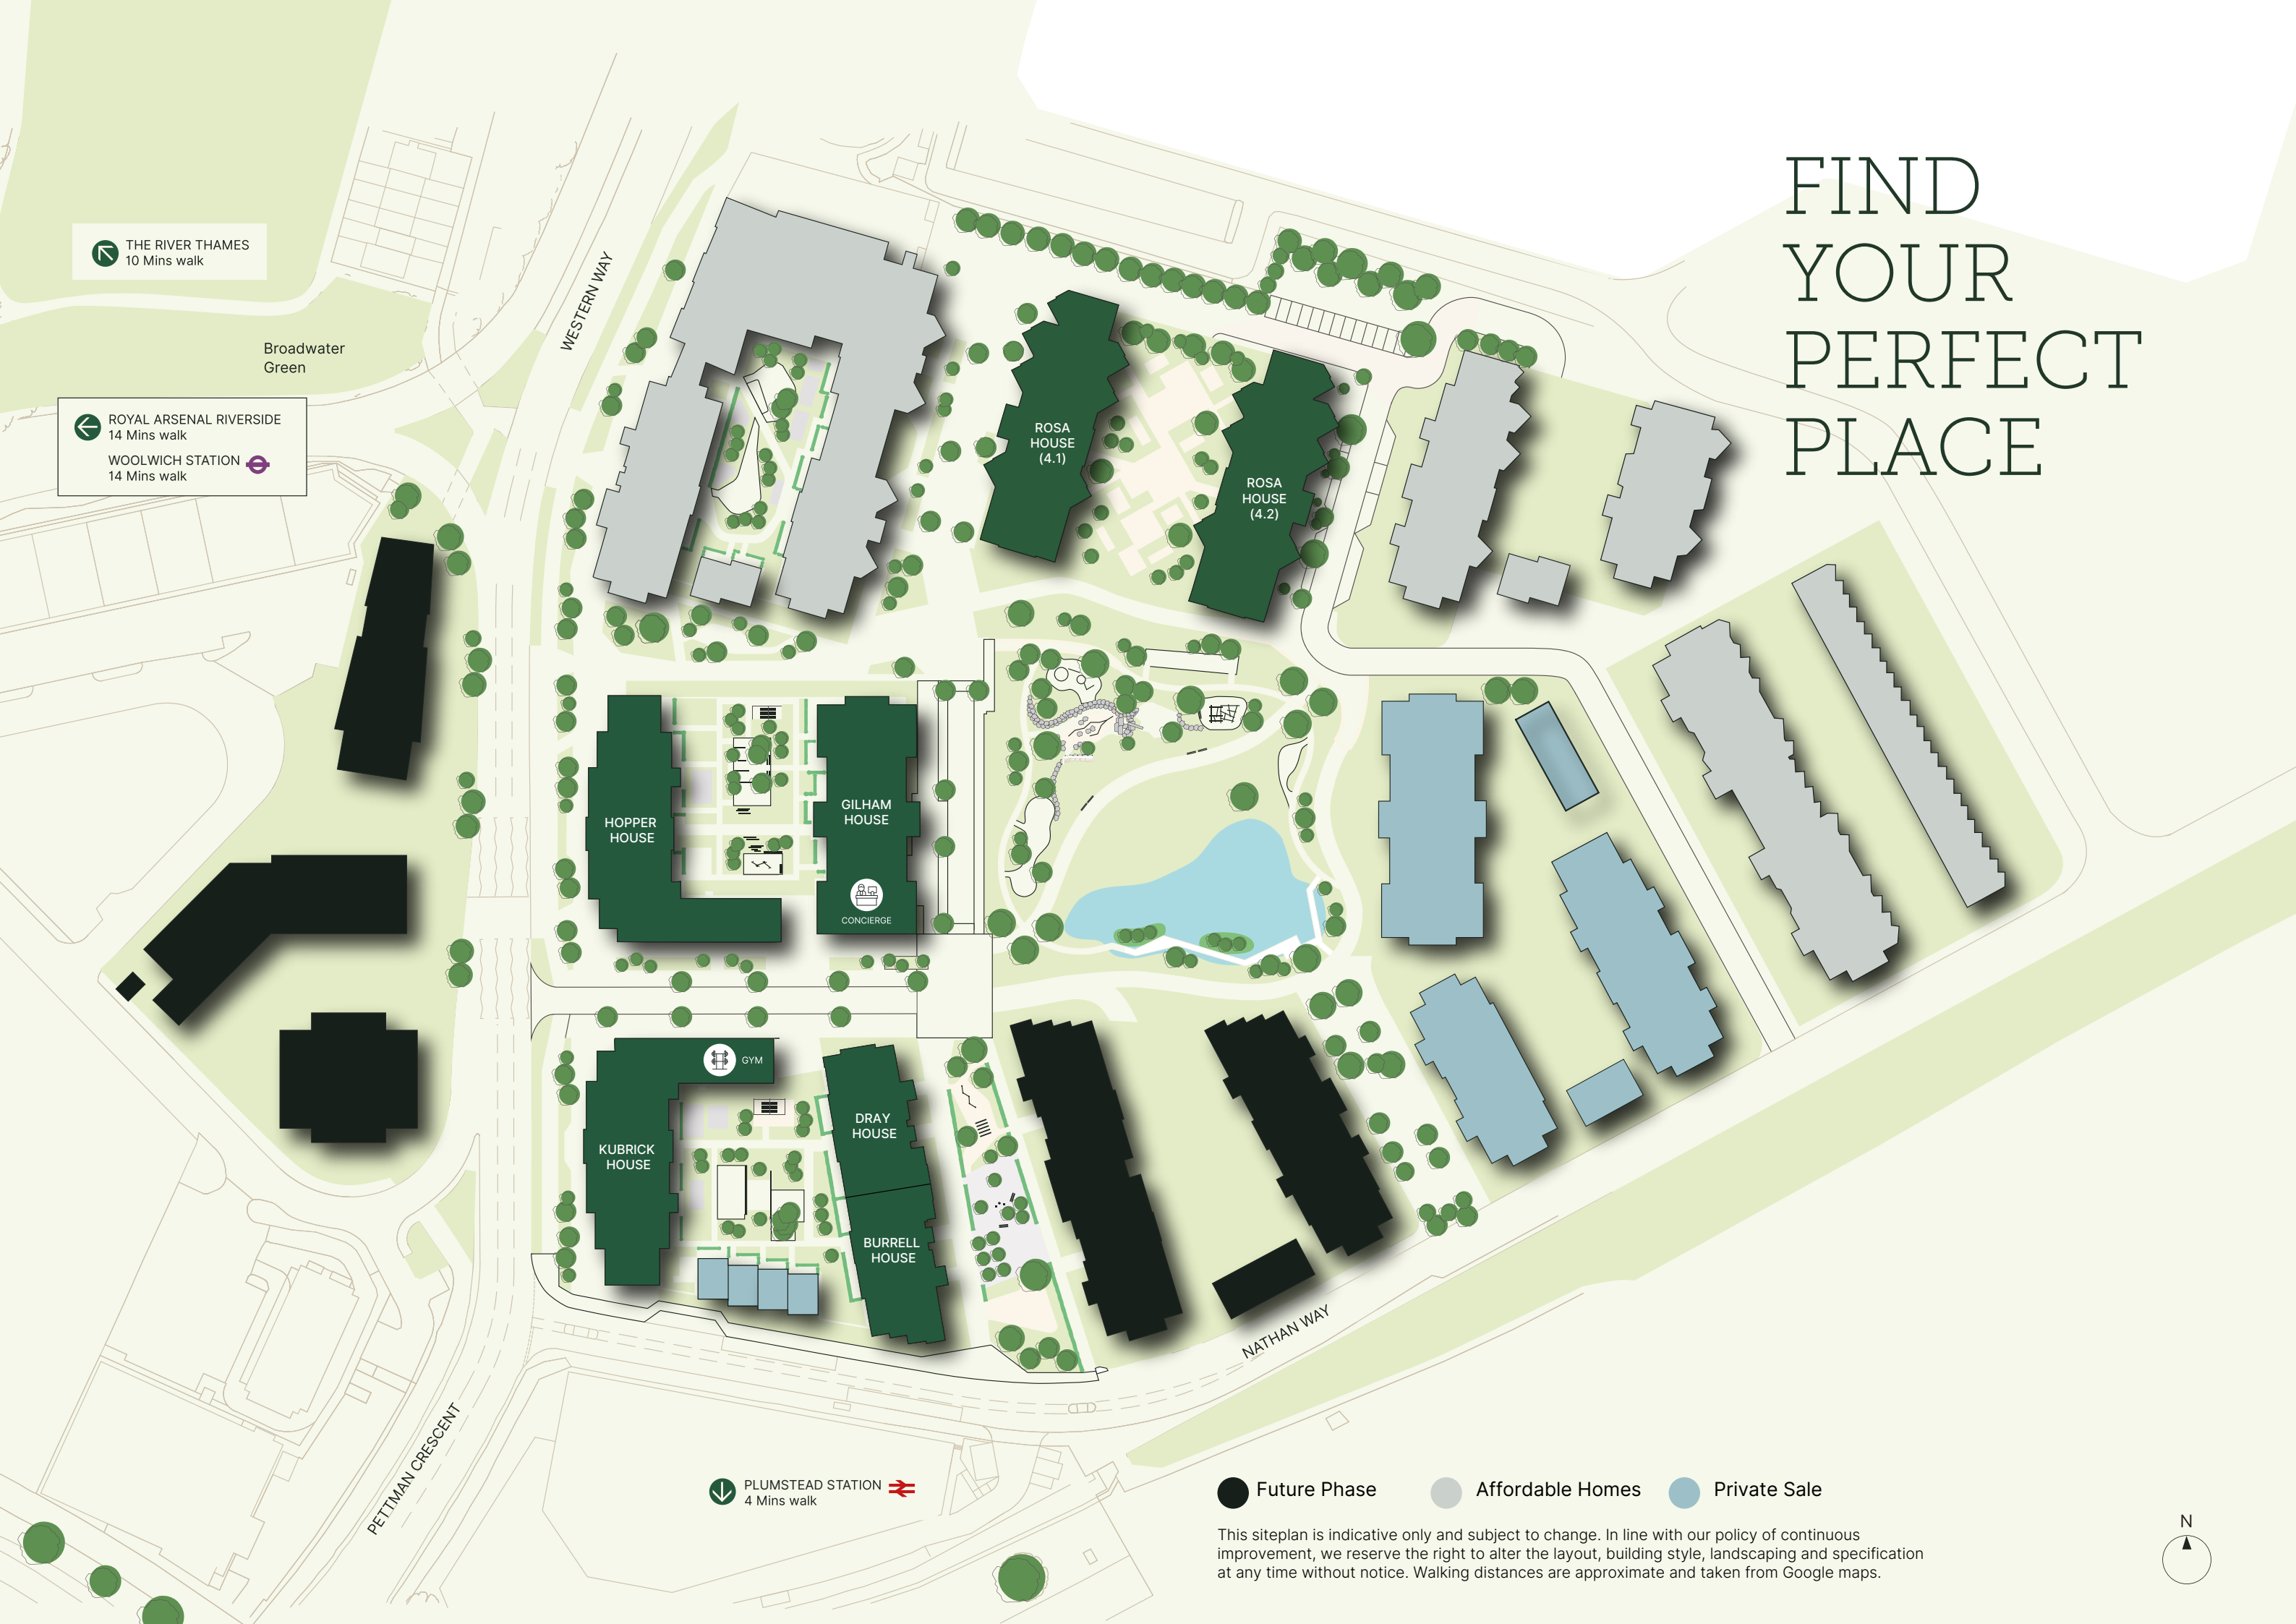 FIND
YOUR
PERFECT
PLACE
THE RIVER THAMES
10 Mins walk
WESTERN WAY
Broadwater
Green
ROYAL ARSENAL RIVERSIDE
14 Mins walk
WOOLWICH STATION
14 Mins walk
ROSA
HOUSE
(4.1)
ROSA
HOUSE
(4.2)
HOPPER
HOUSE
GILHAM
HOUSE
CONCIERGE
GYM
KUBRICK
HOUSE
DRAY
HOUSE
BURRELL
HOUSE
NATHAN WAY
PETTMAN CRESCENT
PLUMSTEAD STATION
4 Mins walk
Future Phase
Affordable Homes
Private Sale
This siteplan is indicative only and subject to change. In line with our policy of continuous
improvement, we reserve the right to alter the layout, building style, landscaping and specification
at any time without notice. Walking distances are approximate and taken from Google maps.
N